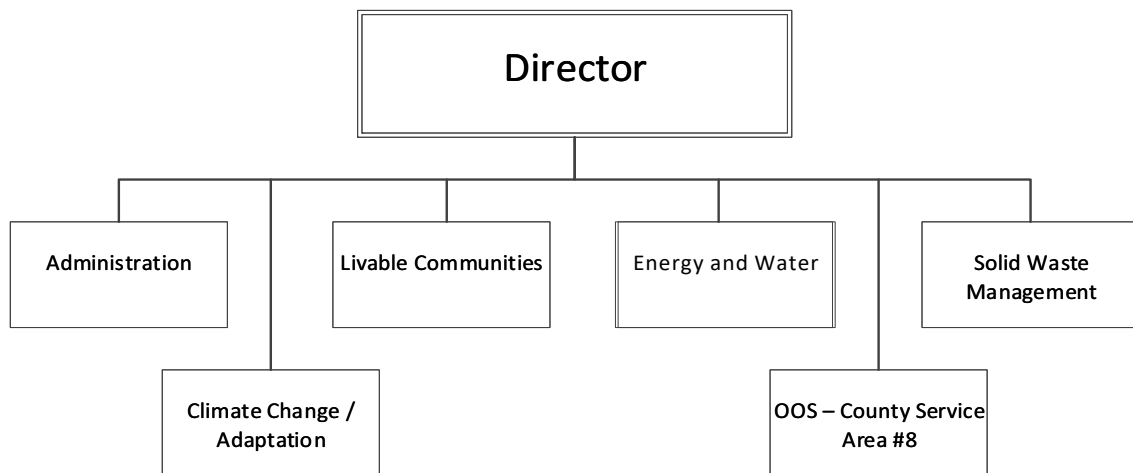 Director
Administration
Livable Communities
Energy and Water
Solid Waste
Management
Climate Change /
Adaptation
OOS – County Service
Area #8